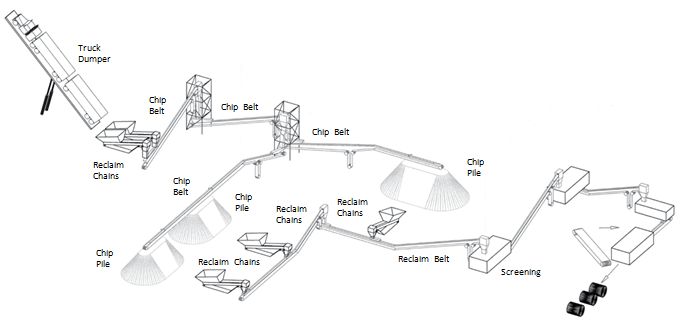 Truck
Dumper
Chip
Belt
Chip Belt
Chip Belt
Reclaim
Chains
Chip
Belt
Chip
Pile
Chip
Pile
Reclaim
Chains
Reclaim
Chains
Chip
Pile
Reclaim Chains
Reclaim Belt
Screening